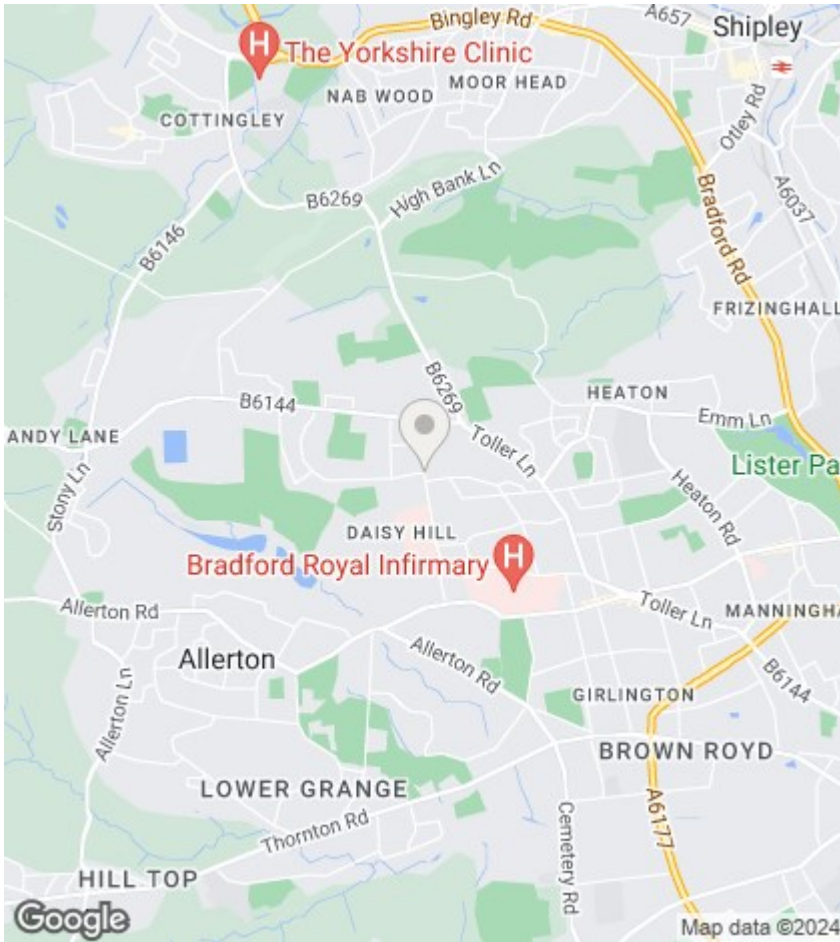 Bingley Rd
A657
Shipley
The Yorkshire Clinic
H
NAB WOOD
MOOR HEAD
COTTINGLEY
Otley Rd
A6037
B6269
High Bank Ln
B6146
Bradford Rd
FRIZINGHALL
B6269
B6144
HEATON
Emm Ln
ANDY LANE
Toller Ln
Lister Pa
Stony Ln
Heaton Rd
DAISY HILL
Bradford Royal Infirmary
H
Allerton Rd
Toller Ln
MANNINGHA
Allerton
Allerton Rd
B6144
Allerton Ln
GIRLINGTON
BROWN ROYD
LOWER GRANGE
A6177
Thornton Rd
Cemetery Rd
HILL TOP
Google
Map data ©2024